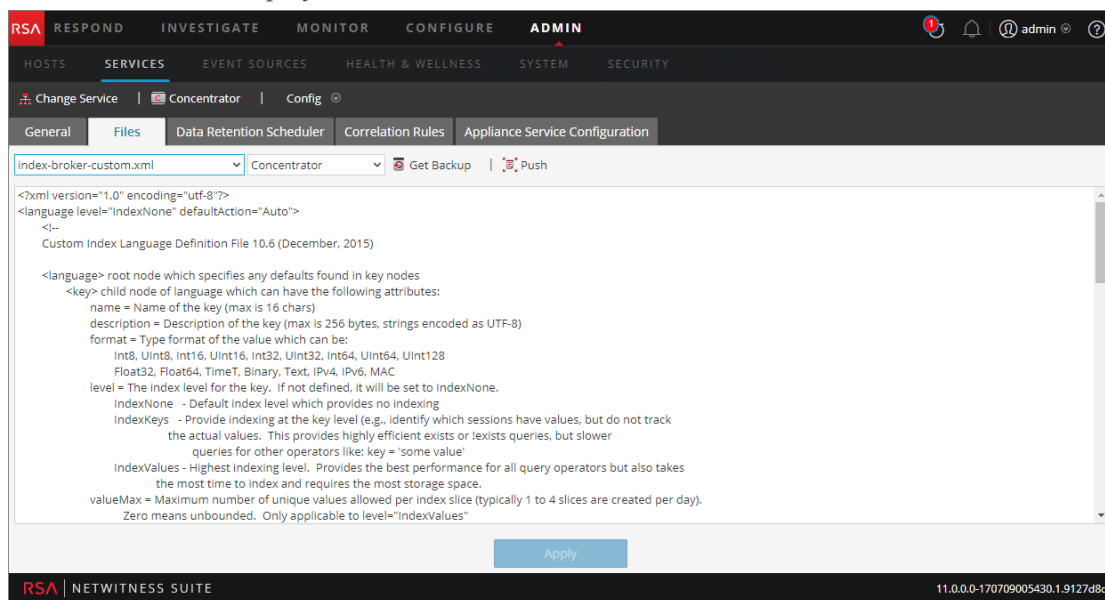 RSA RESPOND INVESTIGATE MONITOR CONFIGURE ADMIN 1 admin ?
HOSTS SERVICES EVENT SOURCES HEALTH & WELLNESS SYSTEM SECURITY
Change Service | C Concentrator | Config
General Files Data Retention Scheduler Correlation Rules Appliance Service Configuration
index-broker-custom.xml Concentrator Get Backup | Push
<?xml version="1.0" encoding="utf-8"?>
<language level="IndexNone" defaultAction="Auto">
<!--
Custom Index Language Definition File 10.6 (December, 2015)
<language> root node which specifies any defaults found in key nodes
<key> child node of language which can have the following attributes:
name = Name of the key (max is 16 chars)
description = Description of the key (max is 256 bytes, strings encoded as UTF-8)
format = Type format of the value which can be:
Int8, UInt8, Int16, UInt16, Int32, UInt32, Int64, UInt64, UInt128
Float32, Float64, TimeT, Binary, Text, IPv4, IPv6, MAC
level = The index level for the key. If not defined, it will be set to IndexNone.
IndexNone - Default index level which provides no indexing
IndexKeys - Provide indexing at the key level (e.g., identify which sessions have values, but do not track
the actual values. This provides highly efficient exists or !exists queries, but slower
queries for other operators like: key = 'some value'
IndexValues - Highest indexing level. Provides the best performance for all query operators but also takes
the most time to index and requires the most storage space.
valueMax = Maximum number of unique values allowed per index slice (typically 1 to 4 slices are created per day).
Zero means unbounded. Only applicable to level="IndexValues"
Apply
RSA | NETWITNESS SUITE 11.0.0.0-170709005430.1.9127d8c